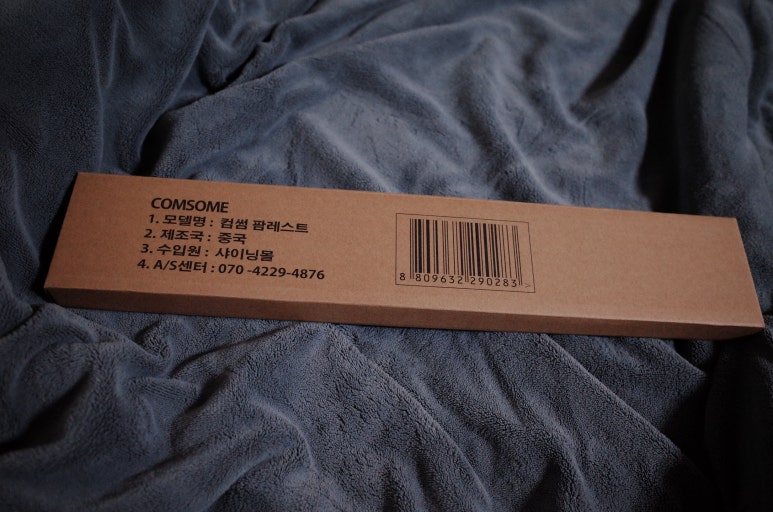 COMSOME
1. 모델명 : 컴썸 팜레스트
2. 제조국 : 중국
3. 수입원 : 샤이닝몰
4. A/S센터 : 070 -4229-4876
8 809632 290283 >